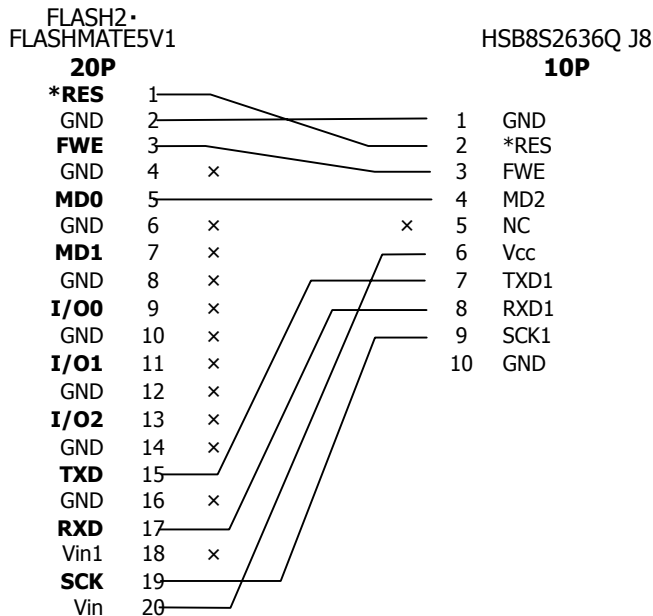 FLASH2・
FLASHMATE5V1
HSB8S2636Q J8
20P
10P
*RES 1
GND 2
FWE 3
GND 4 ×
MD0 5
GND 6 ×
MD1 7 ×
GND 8 ×
I/O0 9 ×
GND 10 ×
I/O1 11 ×
GND 12 ×
I/O2 13 ×
GND 14 ×
TXD 15
GND 16 ×
RXD 17
Vin1 18 ×
SCK 19
Vin 20
1 GND
2 *RES
3 FWE
4 MD2
× 5 NC
6 Vcc
7 TXD1
8 RXD1
9 SCK1
10 GND